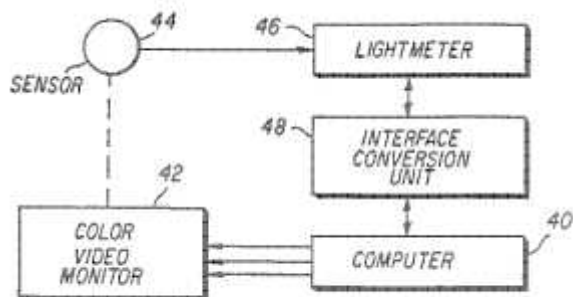 44
SENSOR
46
LIGHTMETER
48
INTERFACE
CONVERSION
UNIT
42
COLOR
VIDEO
MONITOR
40
COMPUTER